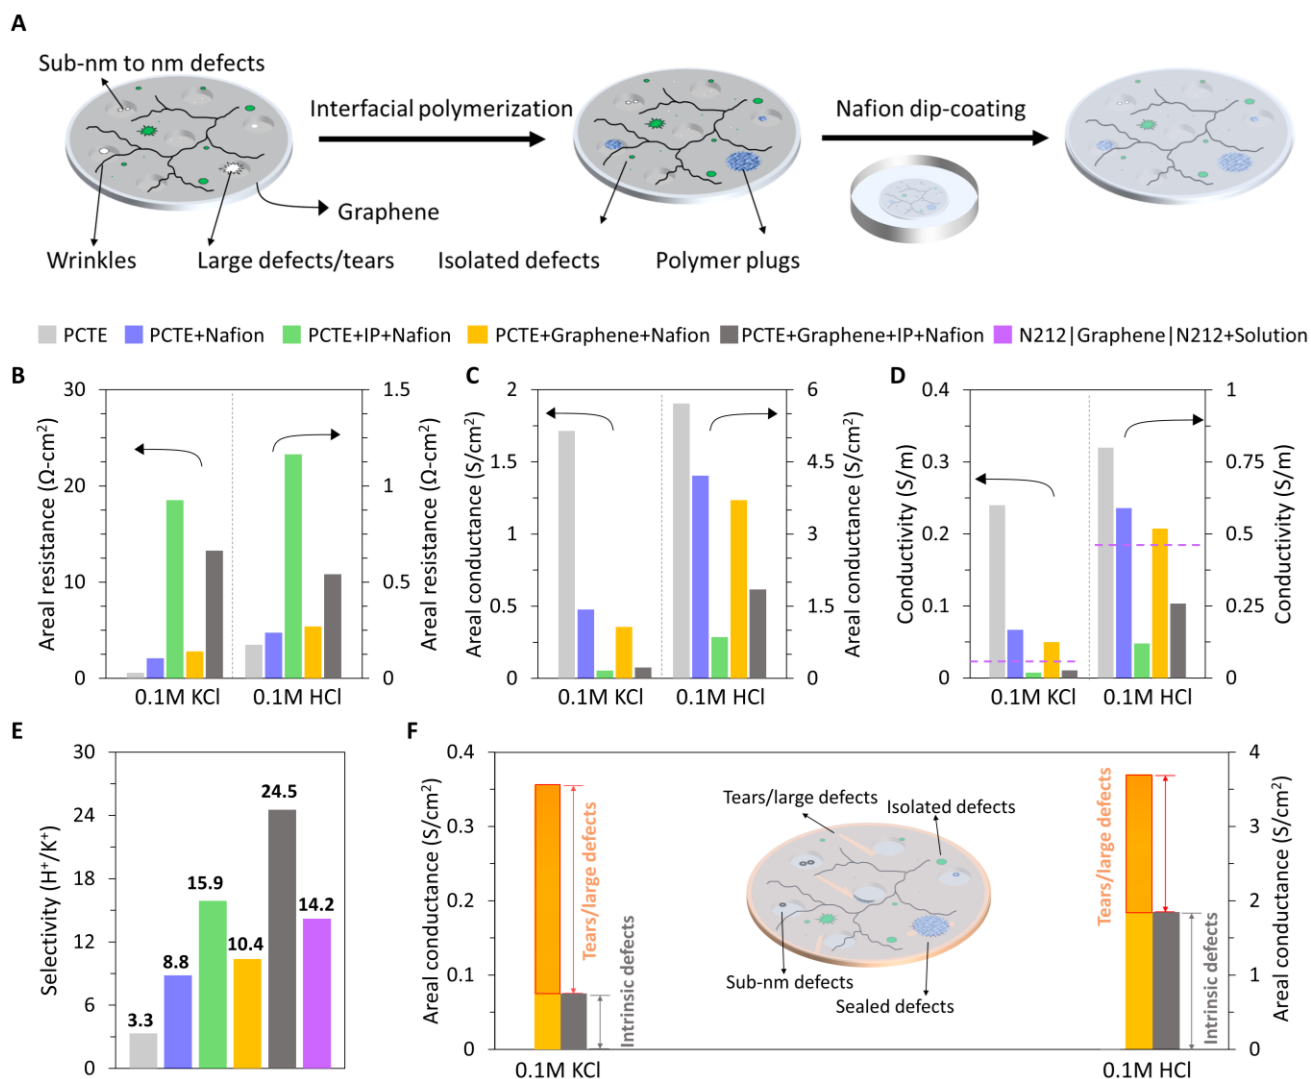 A
Sub-nm to nm defects
Interfacial polymerization
Nafion dip-coating
Graphene
Wrinkles
Large defects/tears
Isolated defects
Polymer plugs
PCTE
PCTE+Nafion
PCTE+IP+Nafion
PCTE+Graphene+Nafion
PCTE+Graphene+IP+Nafion
N212|Graphene|N212+Solution
B
Areal resistance (Ω-cm²)
30
20
10
0
1.5
1
0.5
0
Areal resistance (Ω-cm²)
0.1M KCl
0.1M HCl
C
Areal conductance (S/cm²)
2
1.5
1
0.5
0
6
4.5
3
1.5
0
Areal conductance (S/cm²)
0.1M KCl
0.1M HCl
D
Conductivity (S/m)
0.4
0.3
0.2
0.1
0
1
0.75
0.5
0.25
0
Conductivity (S/m)
0.1M KCl
0.1M HCl
E
Selectivity (H⁺/K⁺)
30
24
18
12
6
0
3.3
8.8
15.9
10.4
24.5
14.2
F
Areal conductance (S/cm²)
0.4
0.3
0.2
0.1
0
Tears/large defects
Intrinsic defects
Tears/large defects
Isolated defects
Sub-nm defects
Sealed defects
Tears/large defects
Intrinsic defects
4
3
2
1
0
Areal conductance (S/cm²)
0.1M KCl
0.1M HCl